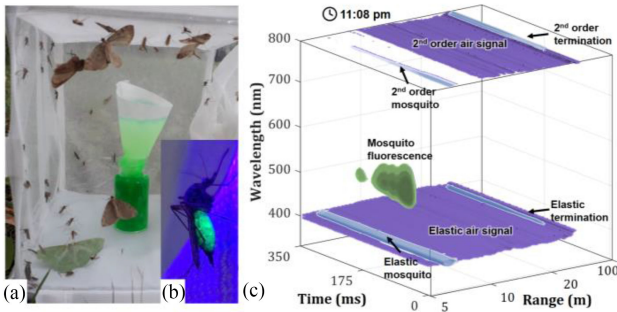 11:08 pm
2nd order
termination
2nd order air signal
2nd order
mosquito
Mosquito
fluorescence
Elastic
termination
Elastic air signal
Elastic
mosquito
Wavelength (nm)
800
700
600
500
400
350
175
0
Time (ms)
5
10
20
100
Range (m)
(a)
(b)
(c)